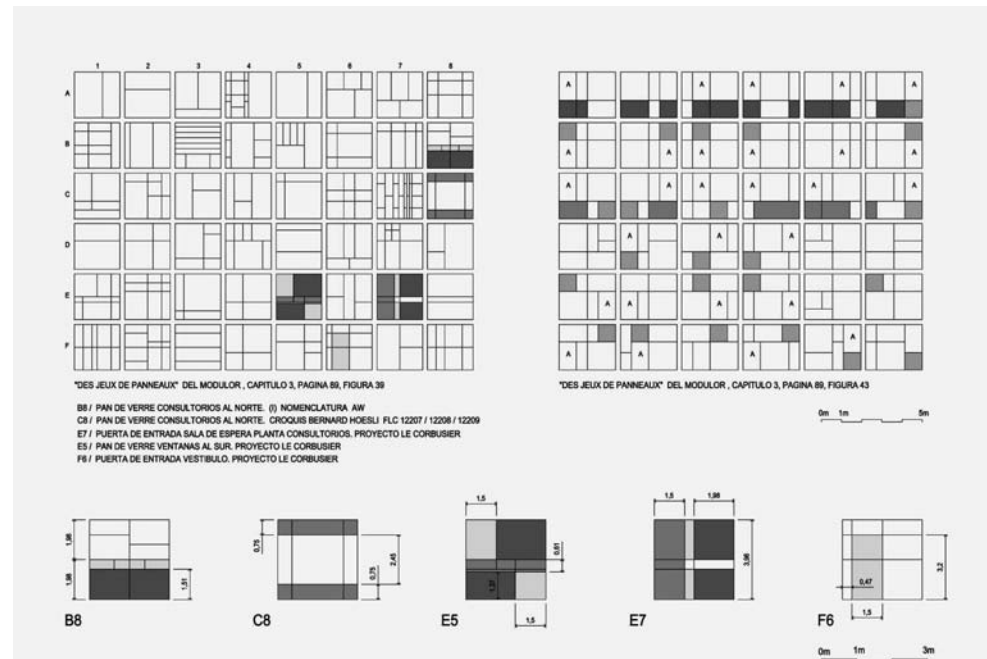 1 2 3 4 5 6 7 8
A
B
C
D
E
F
A A A A A A
A A A A A
A A A A A A
A A A
A A A
A A
"DES JEUX DE PANNEAUX" DEL MODULOR , CAPITULO 3, PAGINA 89, FIGURA 39
"DES JEUX DE PANNEAUX" DEL MODULOR , CAPITULO 3, PAGINA 89, FIGURA 43
B8 / PAN DE VERRE CONSULTORIOS AL NORTE. (I) NOMENCLATURA AW
C8 / PAN DE VERRE CONSULTORIOS AL NORTE. CROQUIS BERNARD HOESLI FLC 12207 / 12208 / 12209
E7 / PUERTA DE ENTRADA SALA DE ESPERA PLANTA CONSULTORIOS. PROYECTO LE CORBUSIER
E5 / PAN DE VERRE VENTANAS AL SUR. PROYECTO LE CORBUSIER
F6 / PUERTA DE ENTRADA VESTIBULO. PROYECTO LE CORBUSIER
0m 1m 5m
1,98
1,98
1,51
B8
0,75
2,45
0,75
C8
1,5
0,61
1,5
E5
1,5
1,98
3,96
E7
3,2
0,47
1,5
F6
0m 1m 3m